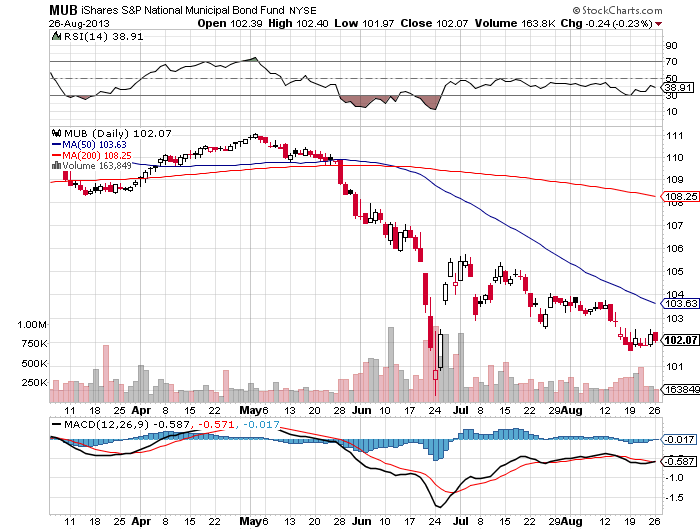 MUB iShares S&P National Municipal Bond Fund NYSE © StockCharts.com
26-Aug-2013 Open 102.39 High 102.40 Low 101.97 Close 102.07 Volume 163.8K Chg -0.24 (-0.23%)
RSI(14) 38.91
90
70
50
38.91
30
10
MUB (Daily) 102.07
MA(50) 103.63
MA(200) 108.25
Volume 163,849
111
110
109
108.25
108
107
106
105
104
103.63
103
102.07
101
163849
1.00M
750K
500K
250K
11 18 25 Apr 8 15 22 May 6 13 20 28 Jun 10 17 24 Jul 8 15 22 29 Aug 12 19 26
MACD(12,26,9) -0.587, -0.571, -0.017
-0.017
-0.587
-1.0
-1.5
11 18 25 Apr 8 15 22 May 6 13 20 28 Jun 10 17 24 Jul 8 15 22 29 Aug 12 19 26